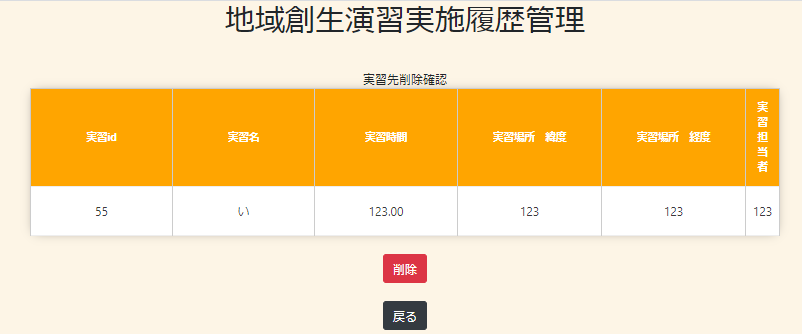 地域創生演習実施履歴管理
実習先削除確認
実習id 実習名 実習時間 実習場所　緯度 実習場所　経度 実習担当者
55 い 123.00 123 123 123
削除
戻る